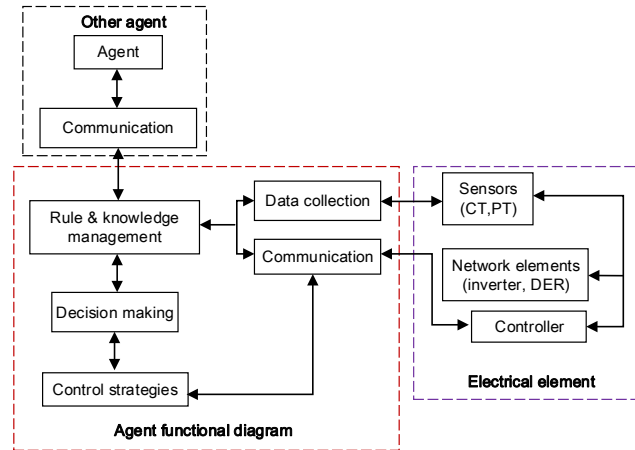 Other agent
Agent
Communication
Rule & knowledge
management
Decision making
Control strategies
Data collection
Communication
Agent functional diagram
Sensors
(CT,PT)
Network elements
(inverter, DER)
Controller
Electrical element